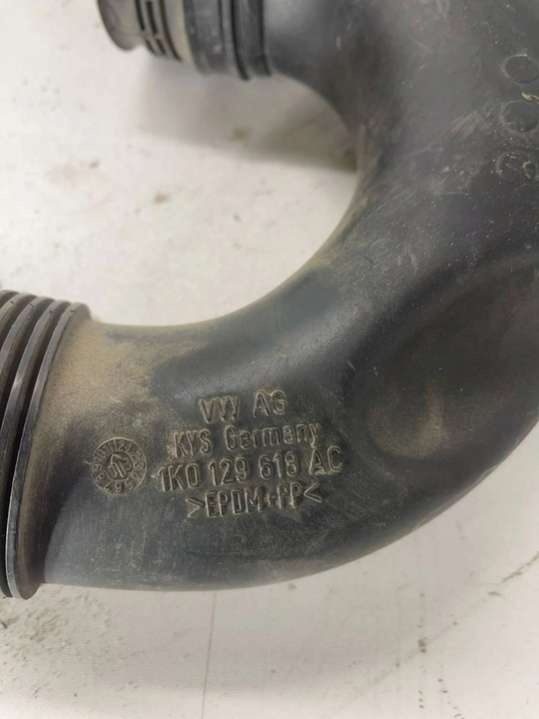 VW AG
KYS Germany
1K0 129 618 AC
>EPDM+PP<